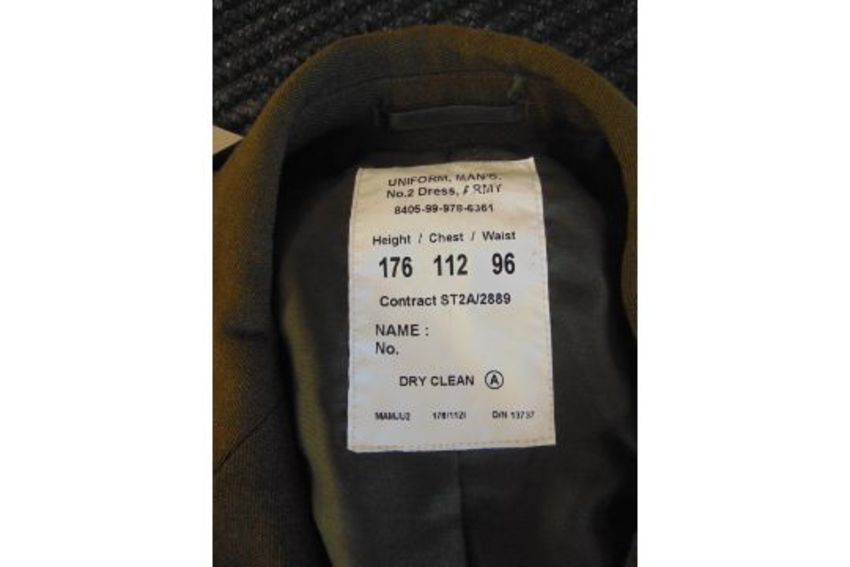 UNIFORM, MAN'S,
No.2 Dress, ARMY
8405-99-978-6361
Height / Chest / Waist
176 112 96
Contract ST2A/2889
NAME :
No.
DRY CLEAN A
D/N 13737